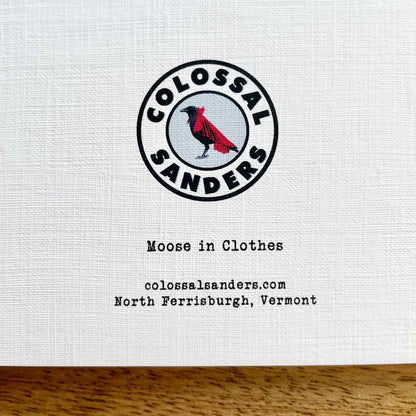 COLOSSAL
SANDERS
Moose in Clothes
colossalsanders.com
North Ferrisburgh, Vermont